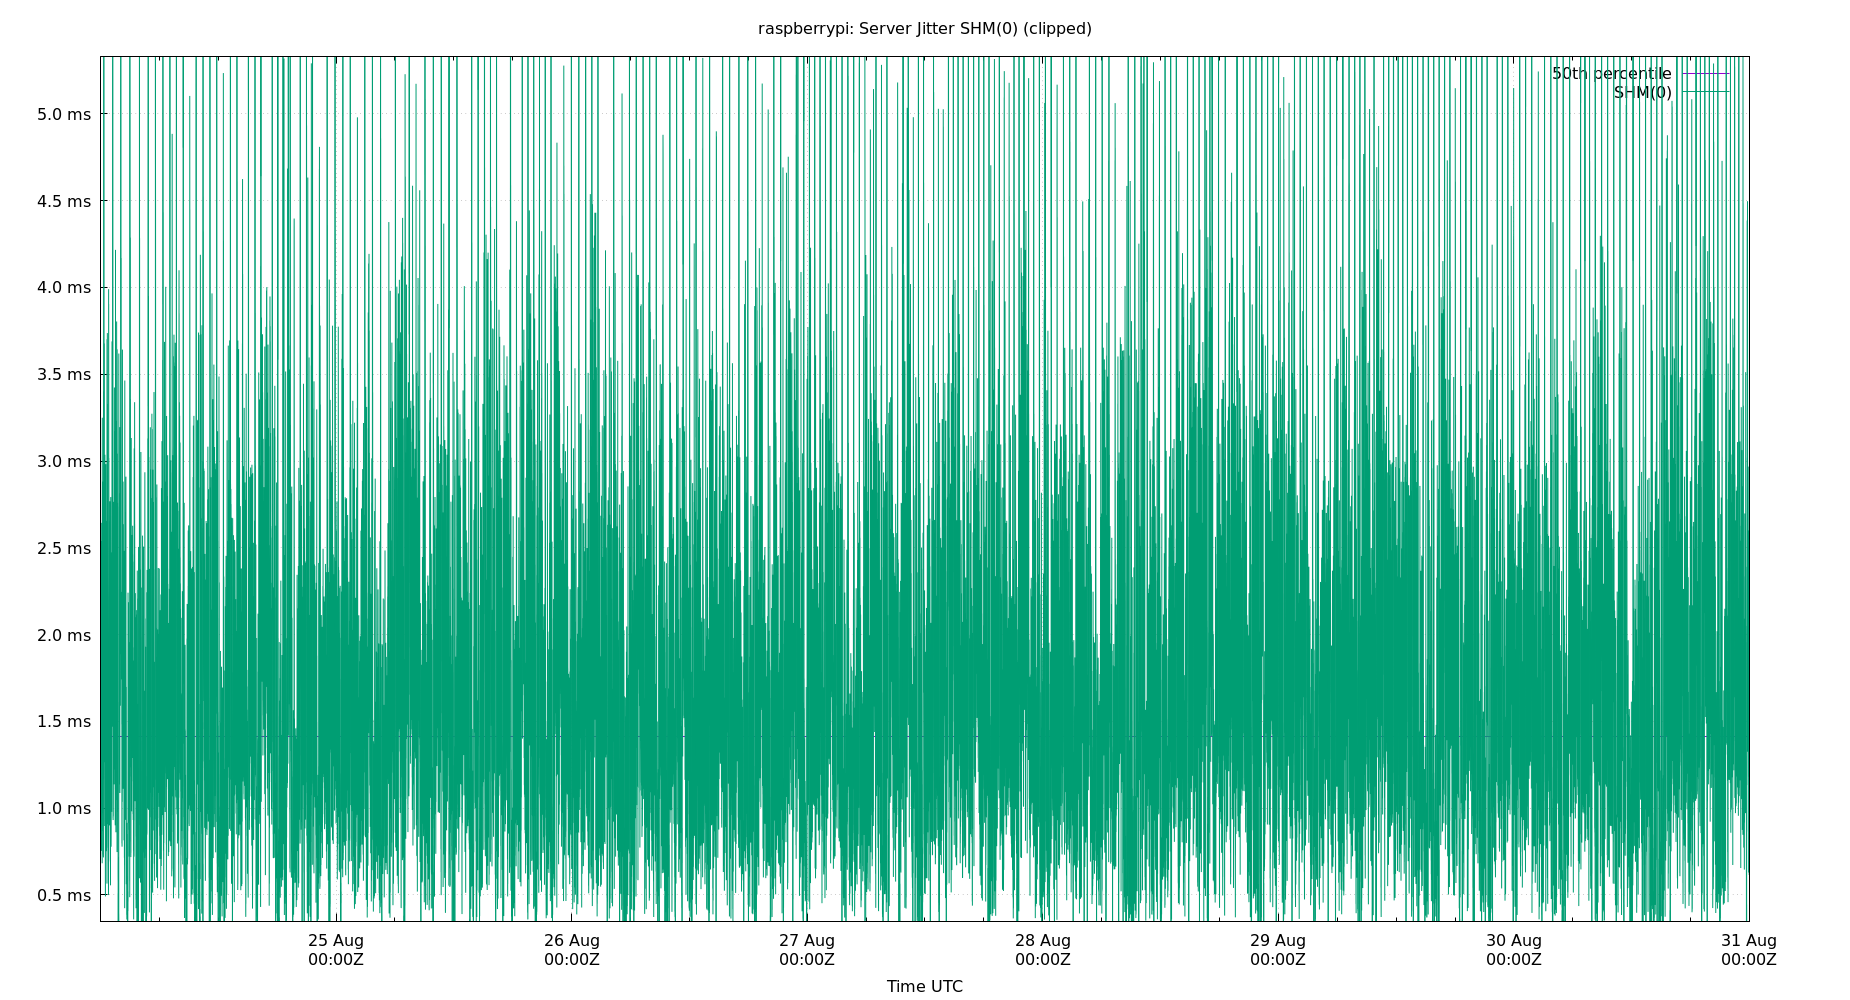 raspberrypi: Server Jitter SHM(0) (clipped)
50th percentile
SHM(0)
5.0 ms
4.5 ms
4.0 ms
3.5 ms
3.0 ms
2.5 ms
2.0 ms
1.5 ms
1.0 ms
0.5 ms
25 Aug 26 Aug 27 Aug 28 Aug 29 Aug 30 Aug 31 Aug
00:00Z 00:00Z 00:00Z 00:00Z 00:00Z 00:00Z 00:00Z
Time UTC